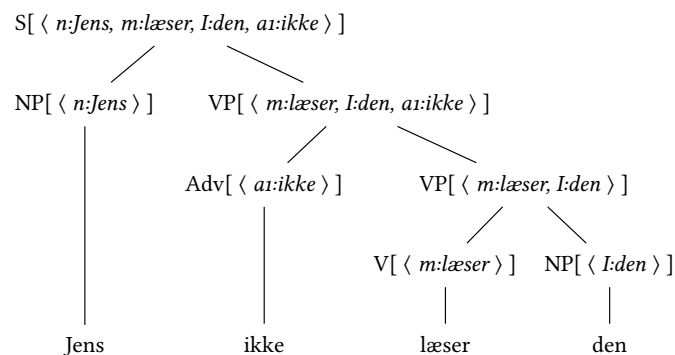 S[⟨ n:Jens, m:læser, I:den, a1:ikke ⟩]
NP[⟨ n:Jens ⟩] VP[⟨ m:læser, I:den, a1:ikke ⟩]
Adv[⟨ a1:ikke ⟩] VP[⟨ m:læser, I:den ⟩]
V[⟨ m:læser ⟩] NP[⟨ I:den ⟩]
Jens ikke læser den